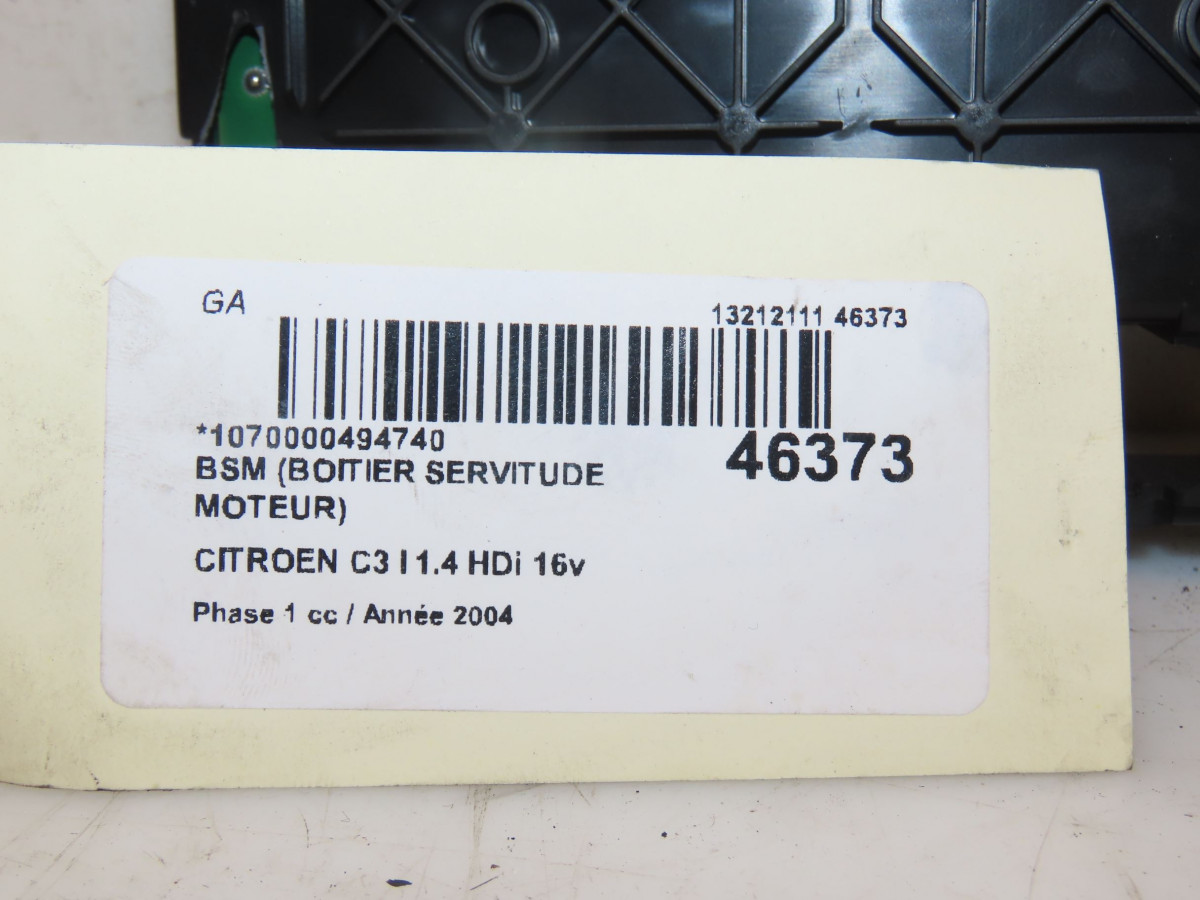 GA
13212111 46373
*1070000494740
46373
BSM (BOITIER SERVITUDE
MOTEUR)
CITROEN C3 I 1.4 HDi 16v
Phase 1 cc / Année 2004